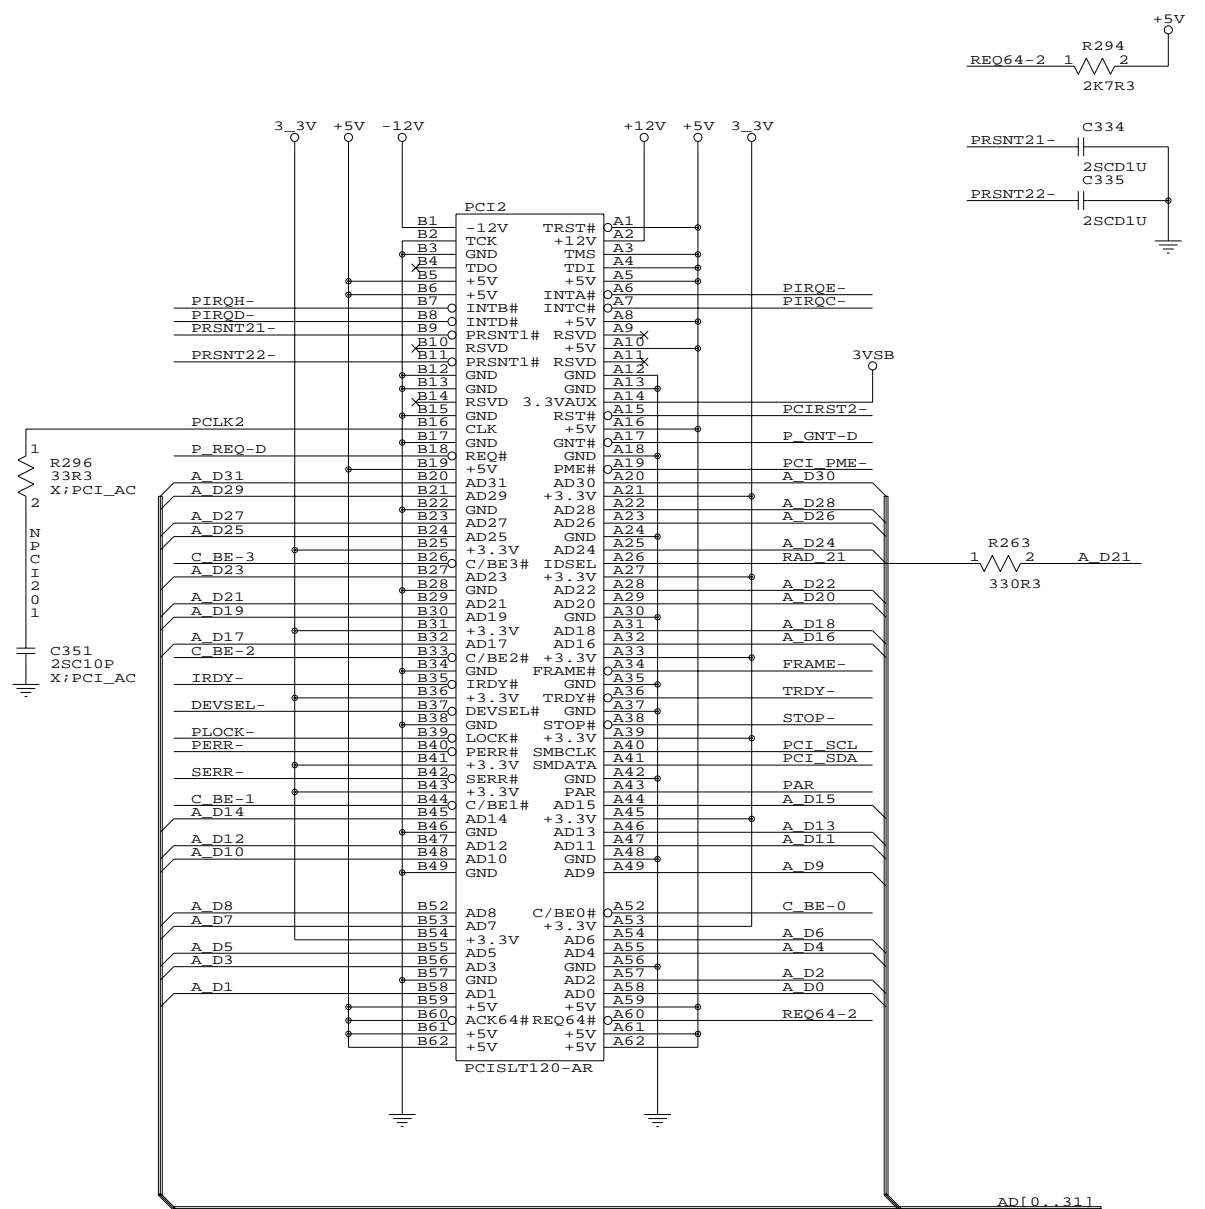 +5V
R294
REQ64-2 1 2
2K7R3
3_3V +5V -12V +12V +5V 3_3V
C334
PRSNT21-
2SCD1U
C335
PRSNT22-
2SCD1U
PCI2
B1 -12V TRST# A1
B2 TCK +12V A2
B3 GND TMS A3
B4 TDO TDI A4
B5 +5V +5V A5
B6 +5V INTA# A6 PIRQE-
PIRQH- B7 INTB# INTC# A7 PIRQC-
PIRQD- B8 INTD# +5V A8
PRSNT21- B9 PRSNT1# RSVD A9
B10 RSVD +5V A10
PRSNT22- B11 PRSNT1# RSVD A11
3VSB
B12 GND GND A12
B13 GND GND A13
B14 RSVD 3.3VAUX A14
B15 GND RST# A15 PCIRST2-
PCLK2 B16 CLK +5V A16
B17 GND GNT# A17 P_GNT-D
P_REQ-D B18 REQ# GND A18
B19 +5V PME# A19 PCI_PME-
A_D31 B20 AD31 AD30 A20 A_D30
A_D29 B21 AD29 +3.3V A21
B22 GND AD28 A22 A_D28
A_D27 B23 AD27 AD26 A23 A_D26
A_D25 B24 AD25 GND A24
B25 +3.3V AD24 A25 A_D24
C_BE-3 B26 C/BE3# IDSEL A26 RAD_21
A_D23 B27 AD23 +3.3V A27
B28 GND AD22 A28 A_D22
A_D21 B29 AD21 AD20 A29 A_D20
A_D19 B30 AD19 GND A30
B31 +3.3V AD18 A31 A_D18
A_D17 B32 AD17 AD16 A32 A_D16
C_BE-2 B33 C/BE2# +3.3V A33
B34 GND FRAME# A34 FRAME-
IRDY- B35 IRDY# GND A35
B36 +3.3V TRDY# A36 TRDY-
DEVSEL- B37 DEVSEL# GND A37
B38 GND STOP# A38 STOP-
PLOCK- B39 LOCK# +3.3V A39
PERR- B40 PERR# SMBCLK A40 PCI_SCL
B41 +3.3V SMDATA A41 PCI_SDA
SERR- B42 SERR# GND A42
B43 +3.3V PAR A43 PAR
C_BE-1 B44 C/BE1# AD15 A44 A_D15
A_D14 B45 AD14 +3.3V A45
B46 GND AD13 A46 A_D13
A_D12 B47 AD12 AD11 A47 A_D11
A_D10 B48 AD10 GND A48
B49 GND AD9 A49 A_D9
A_D8 B52 AD8 C/BE0# A52 C_BE-0
A_D7 B53 AD7 +3.3V A53
B54 +3.3V AD6 A54 A_D6
A_D5 B55 AD5 AD4 A55 A_D4
A_D3 B56 AD3 GND A56
B57 GND AD2 A57 A_D2
A_D1 B58 AD1 AD0 A58 A_D0
B59 +5V +5V A59
B60 ACK64# REQ64# A60 REQ64-2
B61 +5V +5V A61
B62 +5V +5V A62
PCISLT120-AR
1
R296
33R3
X;PCI_AC
2
NPCI201
C351
2SC10P
X;PCI_AC
R263
1 2 A_D21
330R3
AD[0..31]